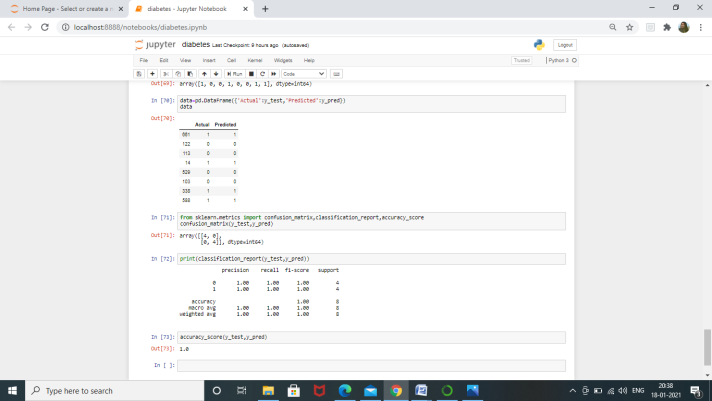 Home Page - Select or create a n
diabetes - Jupyter Notebook
localhost:8888/notebooks/diabetes.ipynb
jupyter diabetes Last Checkpoint: 9 hours ago (autosaved)
Logout
File Edit View Insert Cell Kernel Widgets Help
Trusted
Python 3
Run
Code
Out[69]: array([1, 0, 0, 1, 0, 0, 1, 1], dtype=int64)
In [70]: data=pd.DataFrame({'Actual':y_test,'Predicted':y_pred})
data
Out[70]:
Actual Predicted
661 1 1
122 0 0
113 0 0
14 1 1
529 0 0
103 0 0
338 1 1
588 1 1
In [71]: from sklearn.metrics import confusion_matrix,classification_report,accuracy_score
confusion_matrix(y_test,y_pred)
Out[71]: array([[4, 0],
[0, 4]], dtype=int64)
In [72]: print(classification_report(y_test,y_pred))
precision recall f1-score support
0 1.00 1.00 1.00 4
1 1.00 1.00 1.00 4
accuracy 1.00 8
macro avg 1.00 1.00 1.00 8
weighted avg 1.00 1.00 1.00 8
In [73]: accuracy_score(y_test,y_pred)
Out[73]: 1.0
In [ ]:
Type here to search
ENG
20:38
18-01-2021